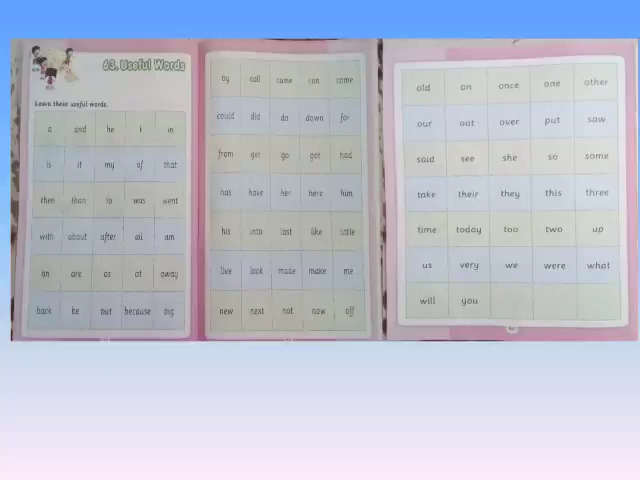 63. Useful Words
Learn these useful words.
a and he I in
is it my of that
then than to was went
with about after all am
an are as at away
back be but because big
by call came can come
could did do down for
from get go got had
has have her here him
his into last like little
live look made make me
new next not now off
old on once one other
our out over put saw
said see she so some
take their they this three
time today too two up
us very we were what
will you